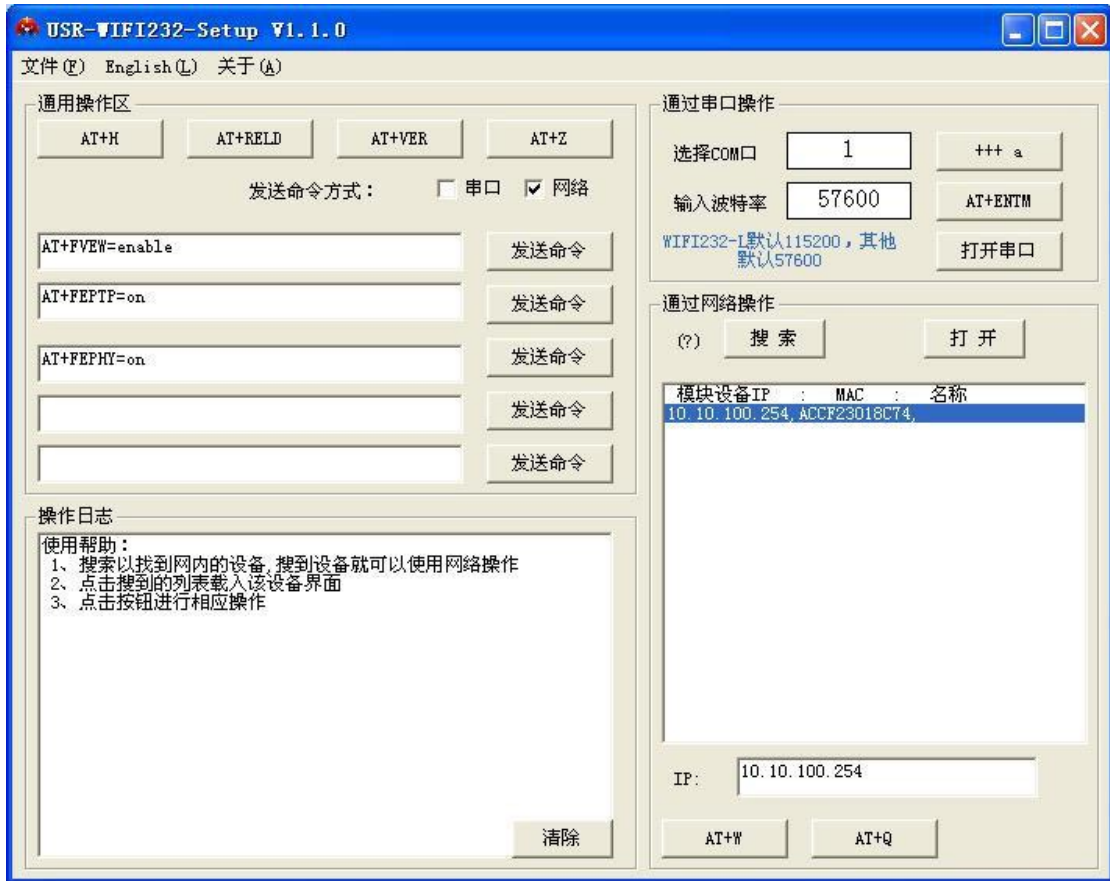 USR-WIFI232-Setup V1.1.0
文件(F) English(L) 关于(A)
通用操作区
AT+H AT+RELD AT+VER AT+Z
发送命令方式： 串口 网络
AT+FVEW=enable 发送命令
AT+FEPTP=on 发送命令
AT+FEPHY=on 发送命令
发送命令
发送命令
操作日志
使用帮助：
1、搜索以找到网内的设备,搜到设备就可以使用网络操作
2、点击搜到的列表载入该设备界面
3、点击按钮进行相应操作
清除
通过串口操作
选择COM口 1 +++ a
输入波特率 57600 AT+ENTM
WIFI232-L默认115200，其他
默认57600
打开串口
通过网络操作
(?) 搜 索 打 开
模块设备IP : MAC : 名称
10.10.100.254,ACCF23018C74,
IP: 10.10.100.254
AT+W AT+Q